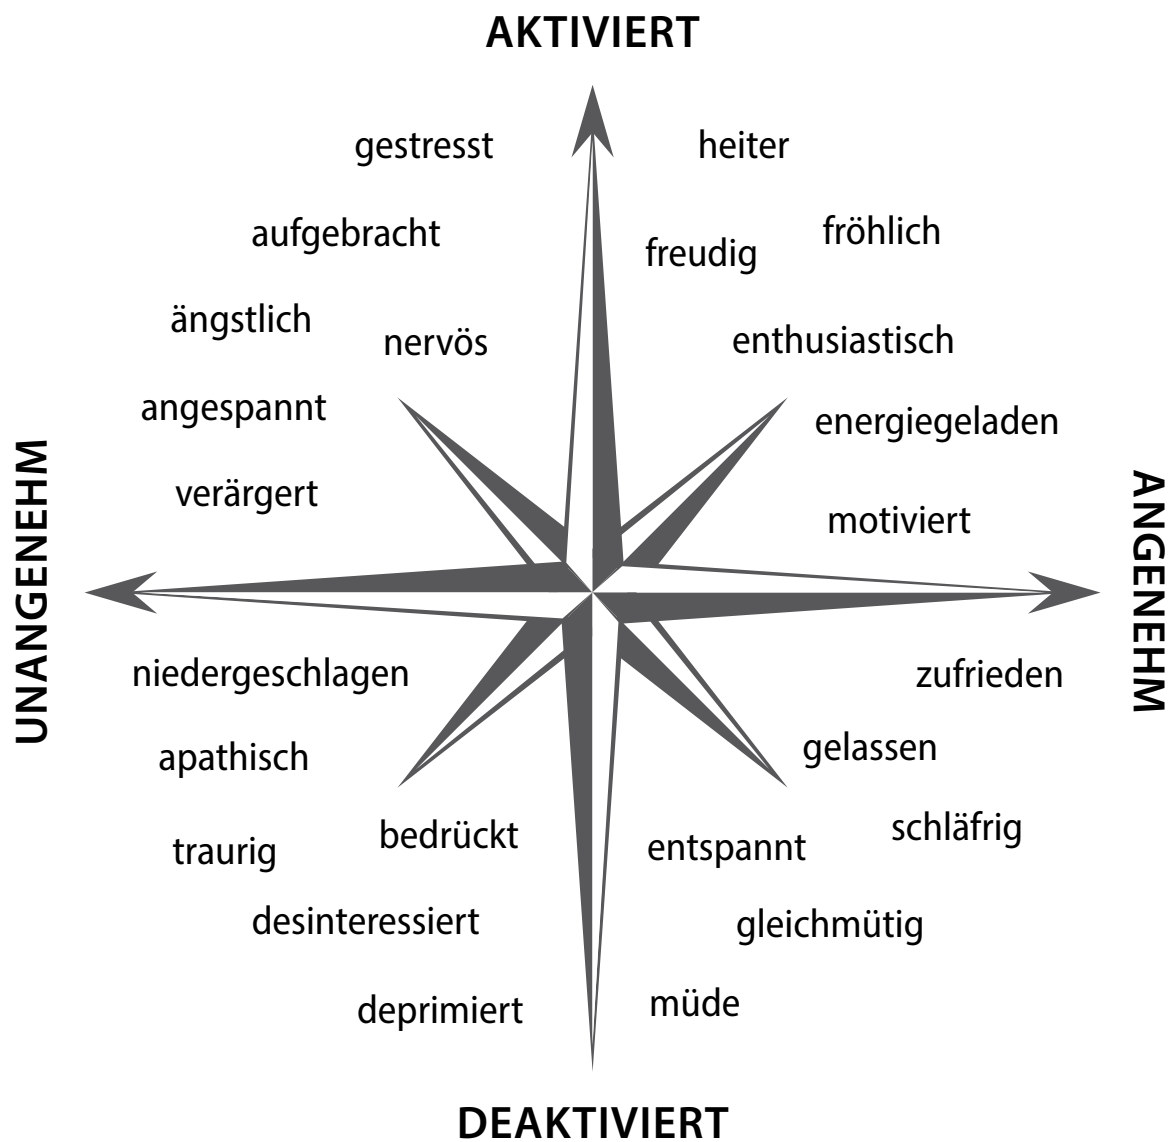 AKTIVIERT
gestresst
heiter
aufgebracht
fröhlich
freudig
ängstlich
nervös
enthusiastisch
angespannt
energiegeladen
verärgert
motiviert
UNANGENEHM
ANGENEHM
niedergeschlagen
zufrieden
apathisch
gelassen
bedrückt
schläfrig
traurig
entspannt
desinteressiert
gleichmütig
deprimiert
müde
DEAKTIVIERT